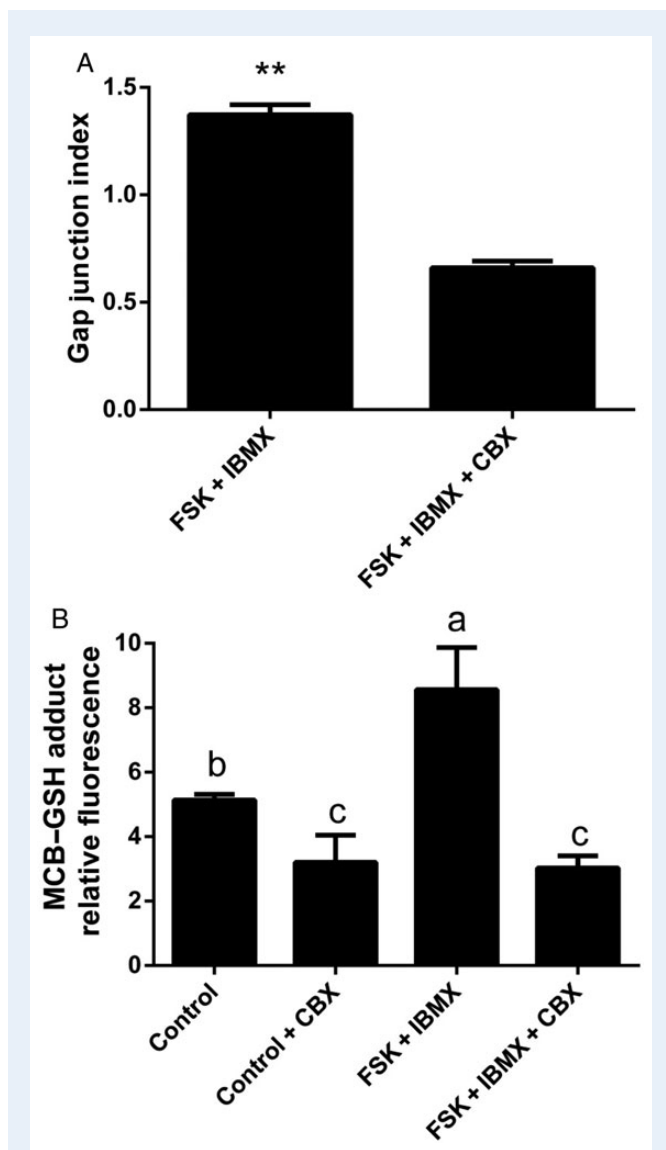 A
**
1.5
1.0
0.5
0.0
Gap junction index
FSK + IBMX
FSK + IBMX + CBX
B
10
8
6
4
2
0
MCB–GSH adduct
relative fluorescence
b
c
a
c
Control
Control + CBX
FSK + IBMX
FSK + IBMX + CBX